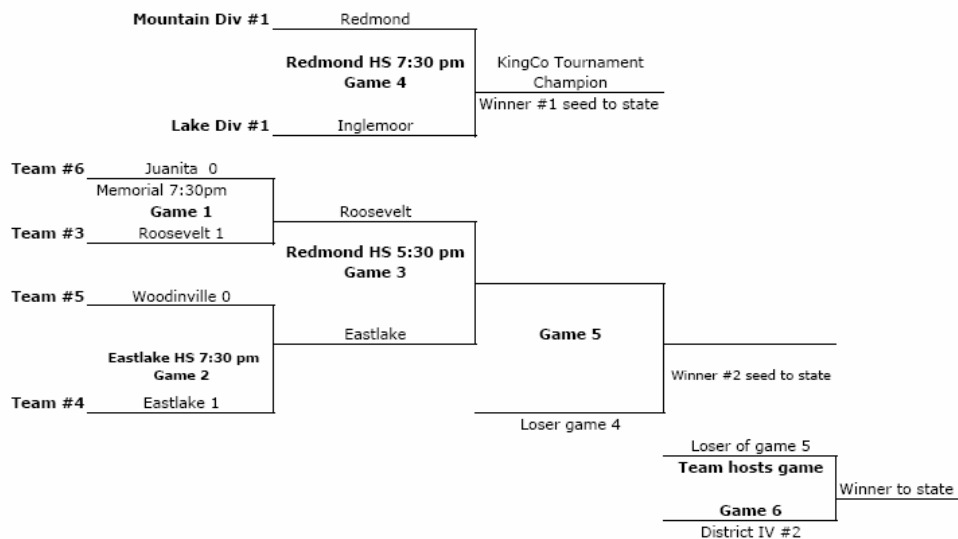 Mountain Div #1 Redmond
Redmond HS 7:30 pm
Game 4
KingCo Tournament
Champion
Winner #1 seed to state
Lake Div #1 Inglemoor
Team #6 Juanita 0
Memorial 7:30pm
Game 1
Team #3 Roosevelt 1
Roosevelt
Redmond HS 5:30 pm
Game 3
Team #5 Woodinville 0
Eastlake
Eastlake HS 7:30 pm
Game 2
Team #4 Eastlake 1
Game 5
Winner #2 seed to state
Loser game 4
Loser of game 5
Team hosts game
Winner to state
Game 6
District IV #2